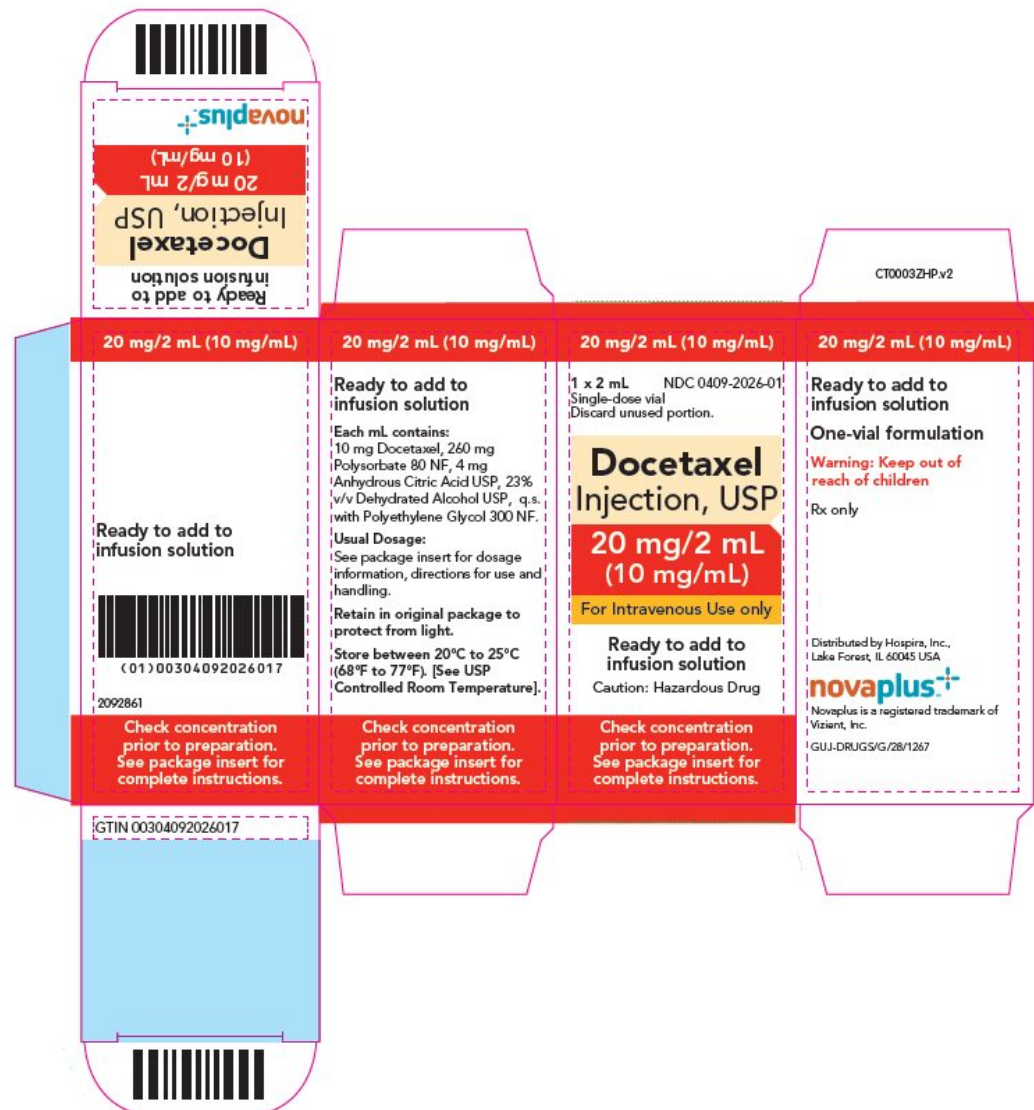 novaplus
20 mg/2 mL
(10 mg/mL)
Docetaxel
Injection, USP
Ready to add to
infusion solution
CT0003ZHP.v2
20 mg/2 mL (10 mg/mL)
Ready to add to
infusion solution
(01)00304092026017
2092861
Check concentration
prior to preparation.
See package insert for
complete instructions.
GTIN 00304092026017
20 mg/2 mL (10 mg/mL)
Ready to add to
infusion solution
Each mL contains:
10 mg Docetaxel, 260 mg
Polysorbate 80 NF, 4 mg
Anhydrous Citric Acid USP, 23%
v/v Dehydrated Alcohol USP, q.s.
with Polyethylene Glycol 300 NF.
Usual Dosage:
See package insert for dosage
information, directions for use and
handling.
Retain in original package to
protect from light.
Store between 20°C to 25°C
(68°F to 77°F). [See USP
Controlled Room Temperature].
Check concentration
prior to preparation.
See package insert for
complete instructions.
20 mg/2 mL (10 mg/mL)
1 x 2 mL NDC 0409-2026-01
Single-dose vial
Discard unused portion.
Docetaxel
Injection, USP
20 mg/2 mL
(10 mg/mL)
For Intravenous Use only
Ready to add to
infusion solution
Caution: Hazardous Drug
Check concentration
prior to preparation.
See package insert for
complete instructions.
20 mg/2 mL (10 mg/mL)
Ready to add to
infusion solution
One-vial formulation
Warning: Keep out of
reach of children
Rx only
Distributed by Hospira, Inc.,
Lake Forest, IL 60045 USA
novaplus
Novaplus is a registered trademark of
Vizient, Inc.
GUJ-DRUGS/G/28/1267